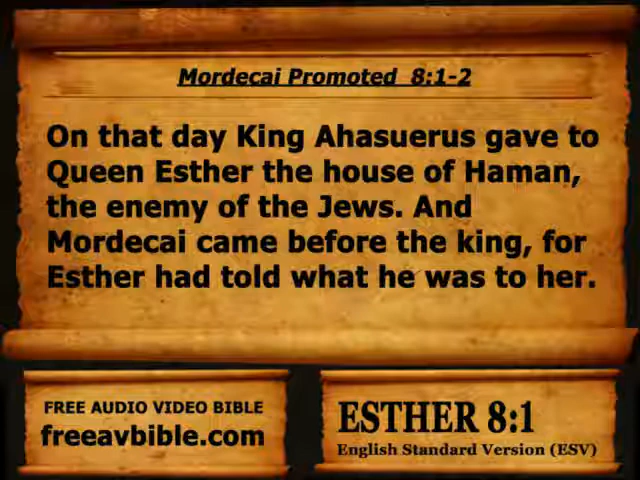 Mordecai Promoted 8:1-2
On that day King Ahasuerus gave to
Queen Esther the house of Haman,
the enemy of the Jews. And
Mordecai came before the king, for
Esther had told what he was to her.
FREE AUDIO VIDEO BIBLE
freeavbible.com
ESTHER 8:1
English Standard Version (ESV)